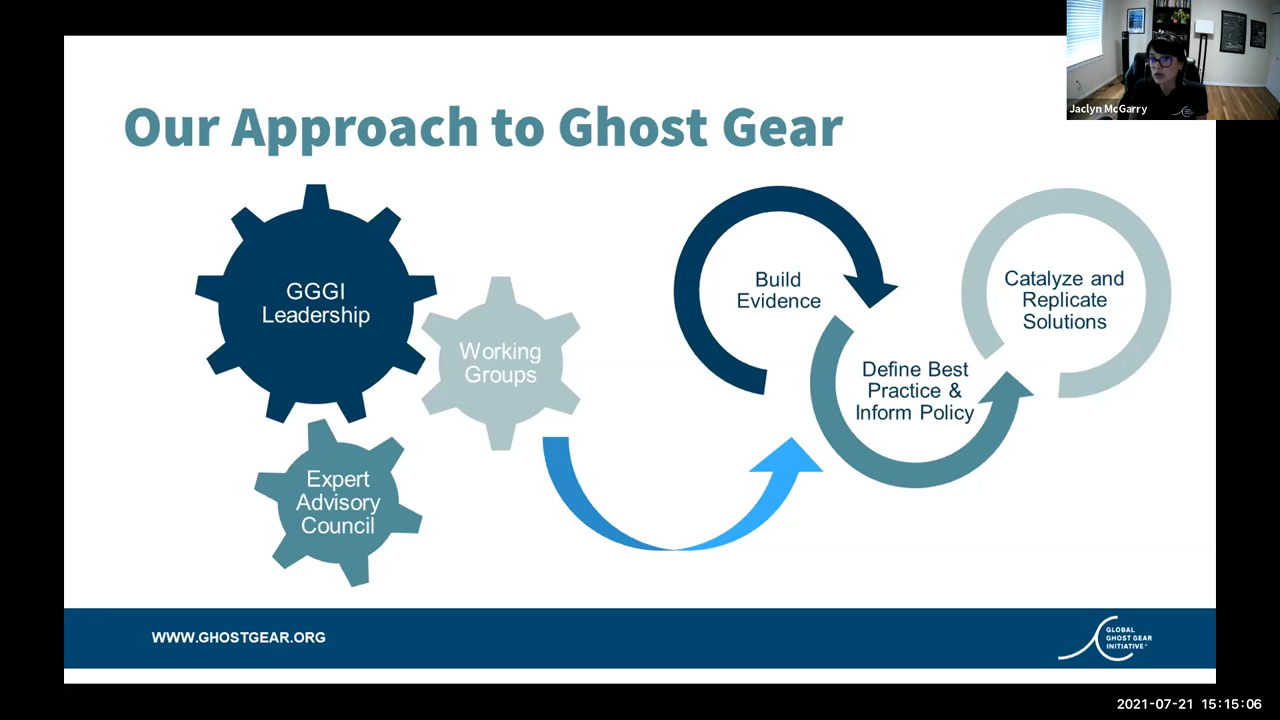 Jaclyn McGarry
Our Approach to Ghost Gear
GGGI
Leadership
Working
Groups
Expert
Advisory
Council
Build
Evidence
Define Best
Practice &
Inform Policy
Catalyze and
Replicate
Solutions
WWW.GHOSTGEAR.ORG
GLOBAL
GHOST GEAR
INITIATIVE®
2021-07-21 15:15:06